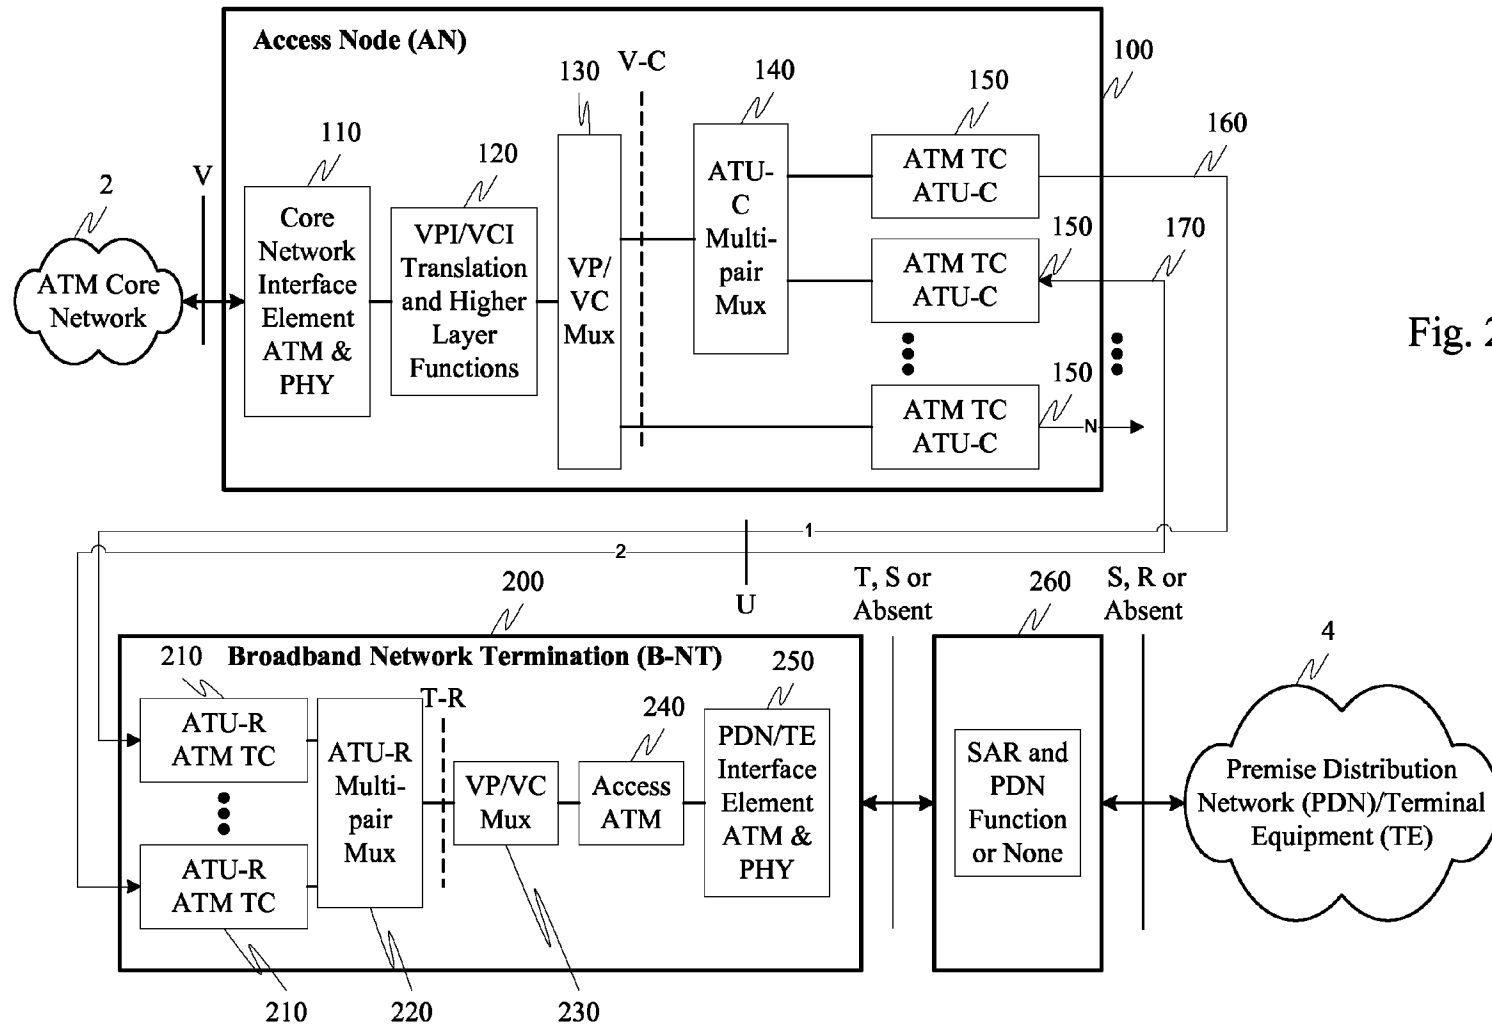 Access Node (AN)
100
130
V-C
140
150
160
110
120
V
2
ATM Core
Network
Core
Network
Interface
Element
ATM &
PHY
VPI/VCI
Translation
and Higher
Layer
Functions
VP/
VC
Mux
ATU-
C
Multi-
pair
Mux
ATM TC
ATU-C
ATM TC
ATU-C
150
170
ATM TC
ATU-C
150
N
Fig. 2
1
2
U
200
Broadband Network Termination (B-NT)
210
ATU-R
ATM TC
ATU-R
ATM TC
210
ATU-R
Multi-
pair
Mux
220
T-R
VP/VC
Mux
230
240
Access
ATM
250
PDN/TE
Interface
Element
ATM &
PHY
T, S or
Absent
260
SAR and
PDN
Function
or None
S, R or
Absent
4
Premise Distribution
Network (PDN)/Terminal
Equipment (TE)